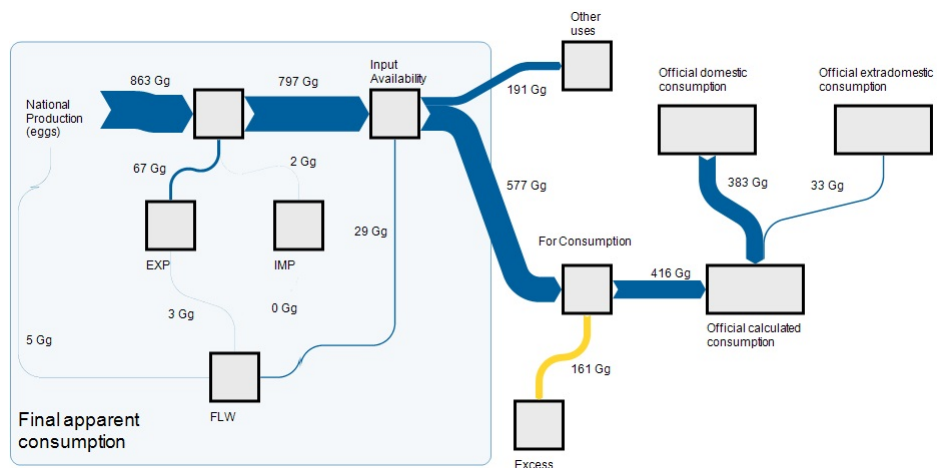 Other
uses
863 Gg
797 Gg
Input
Availability
191 Gg
Official domestic
consumption
Official extradomestic
consumption
National
Production
(eggs)
67 Gg
2 Gg
577 Gg
383 Gg
33 Gg
29 Gg
For Consumption
EXP
IMP
416 Gg
3 Gg
0 Gg
Official calculated
consumption
5 Gg
161 Gg
FLW
Final apparent
consumption
Excess